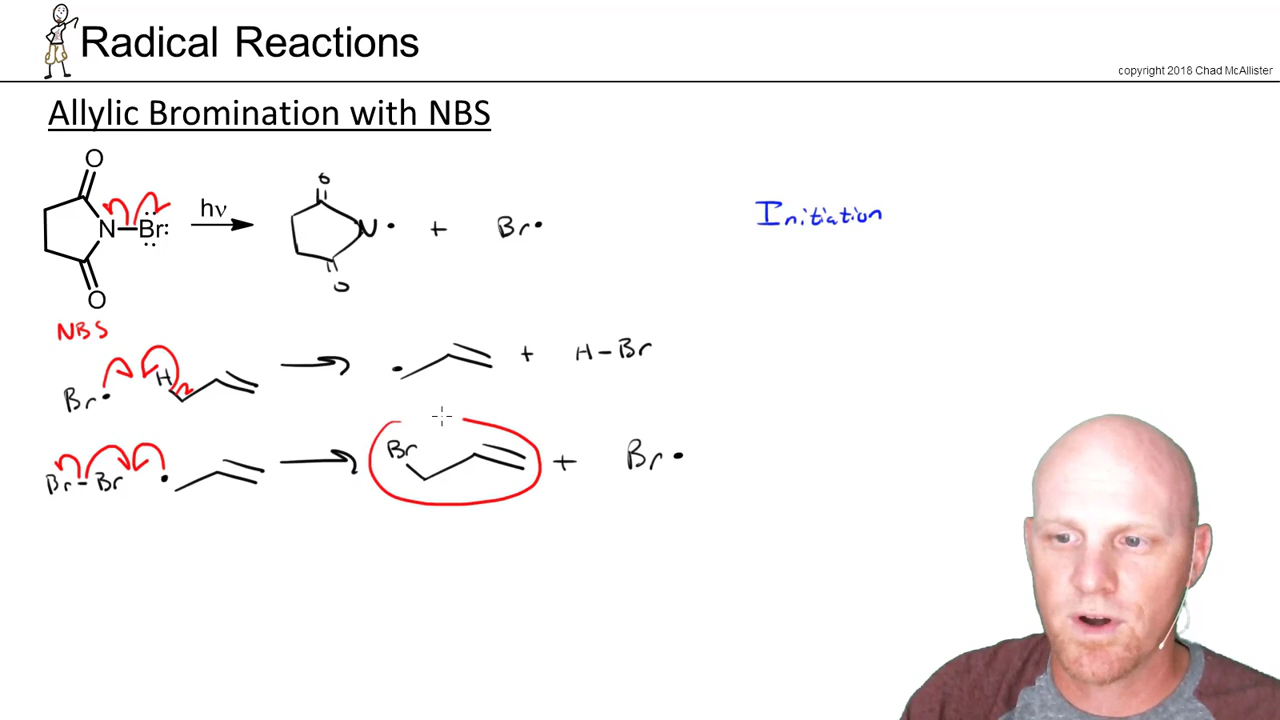 Radical Reactions
copyright 2018 Chad McAllister
Allylic Bromination with NBS
O
N
Br
O
hν
O
N•
O
+
Br•
Initiation
NBS
Br•
H
•
+
H-Br
Br-Br
•
Br
+
Br•